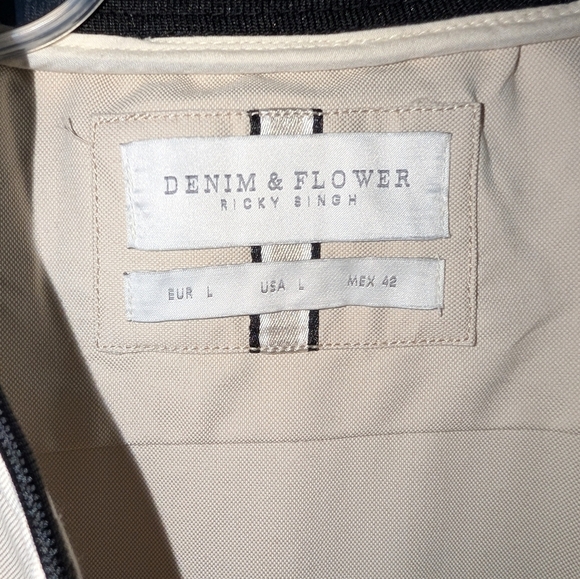 DENIM & FLOWER
RICKY SINGH
EUR L USA L MEX 42